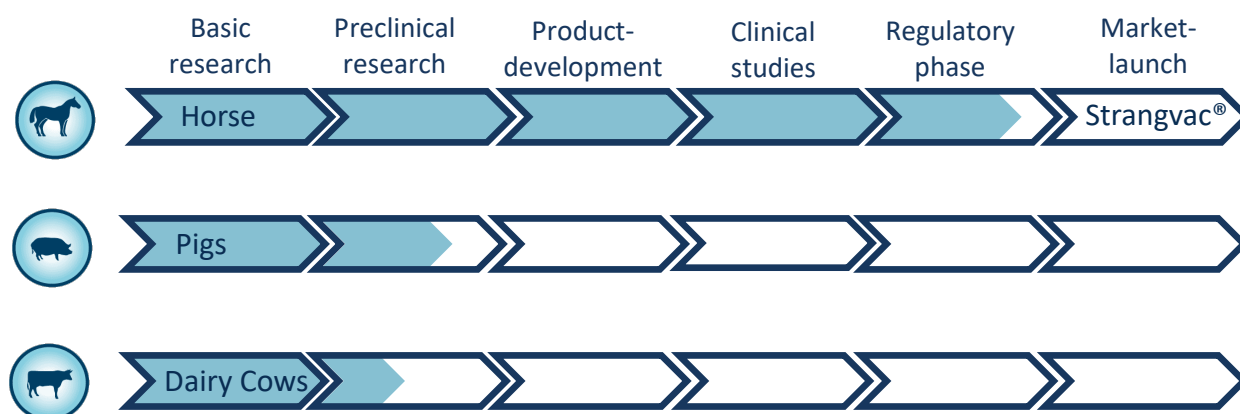 Basic
research
Preclinical
research
Product-
development
Clinical
studies
Regulatory
phase
Market-
launch
Horse
Strangvac®
Pigs
Dairy Cows